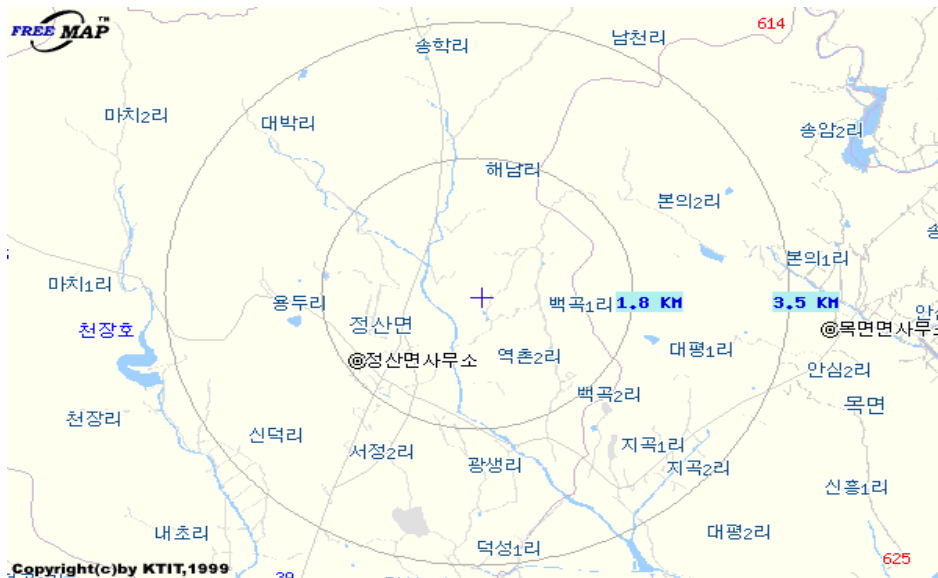 FREE MAP™
614
송학리
남천리
마치2리
대박리
송암2리
해남리
본의2리
본의1리
마치1리
용두리
백곡1리
1.8 KM
3.5 KM
천장호
정산면
@목면면사무소
@정산면사무소
역촌2리
대평1리
안심2리
백곡2리
목면
천장리
신덕리
서정2리
지곡1리
광생리
지곡2리
신흥1리
내초리
대평2리
덕성1리
625
39
Copyright(c)by KTIT,1999